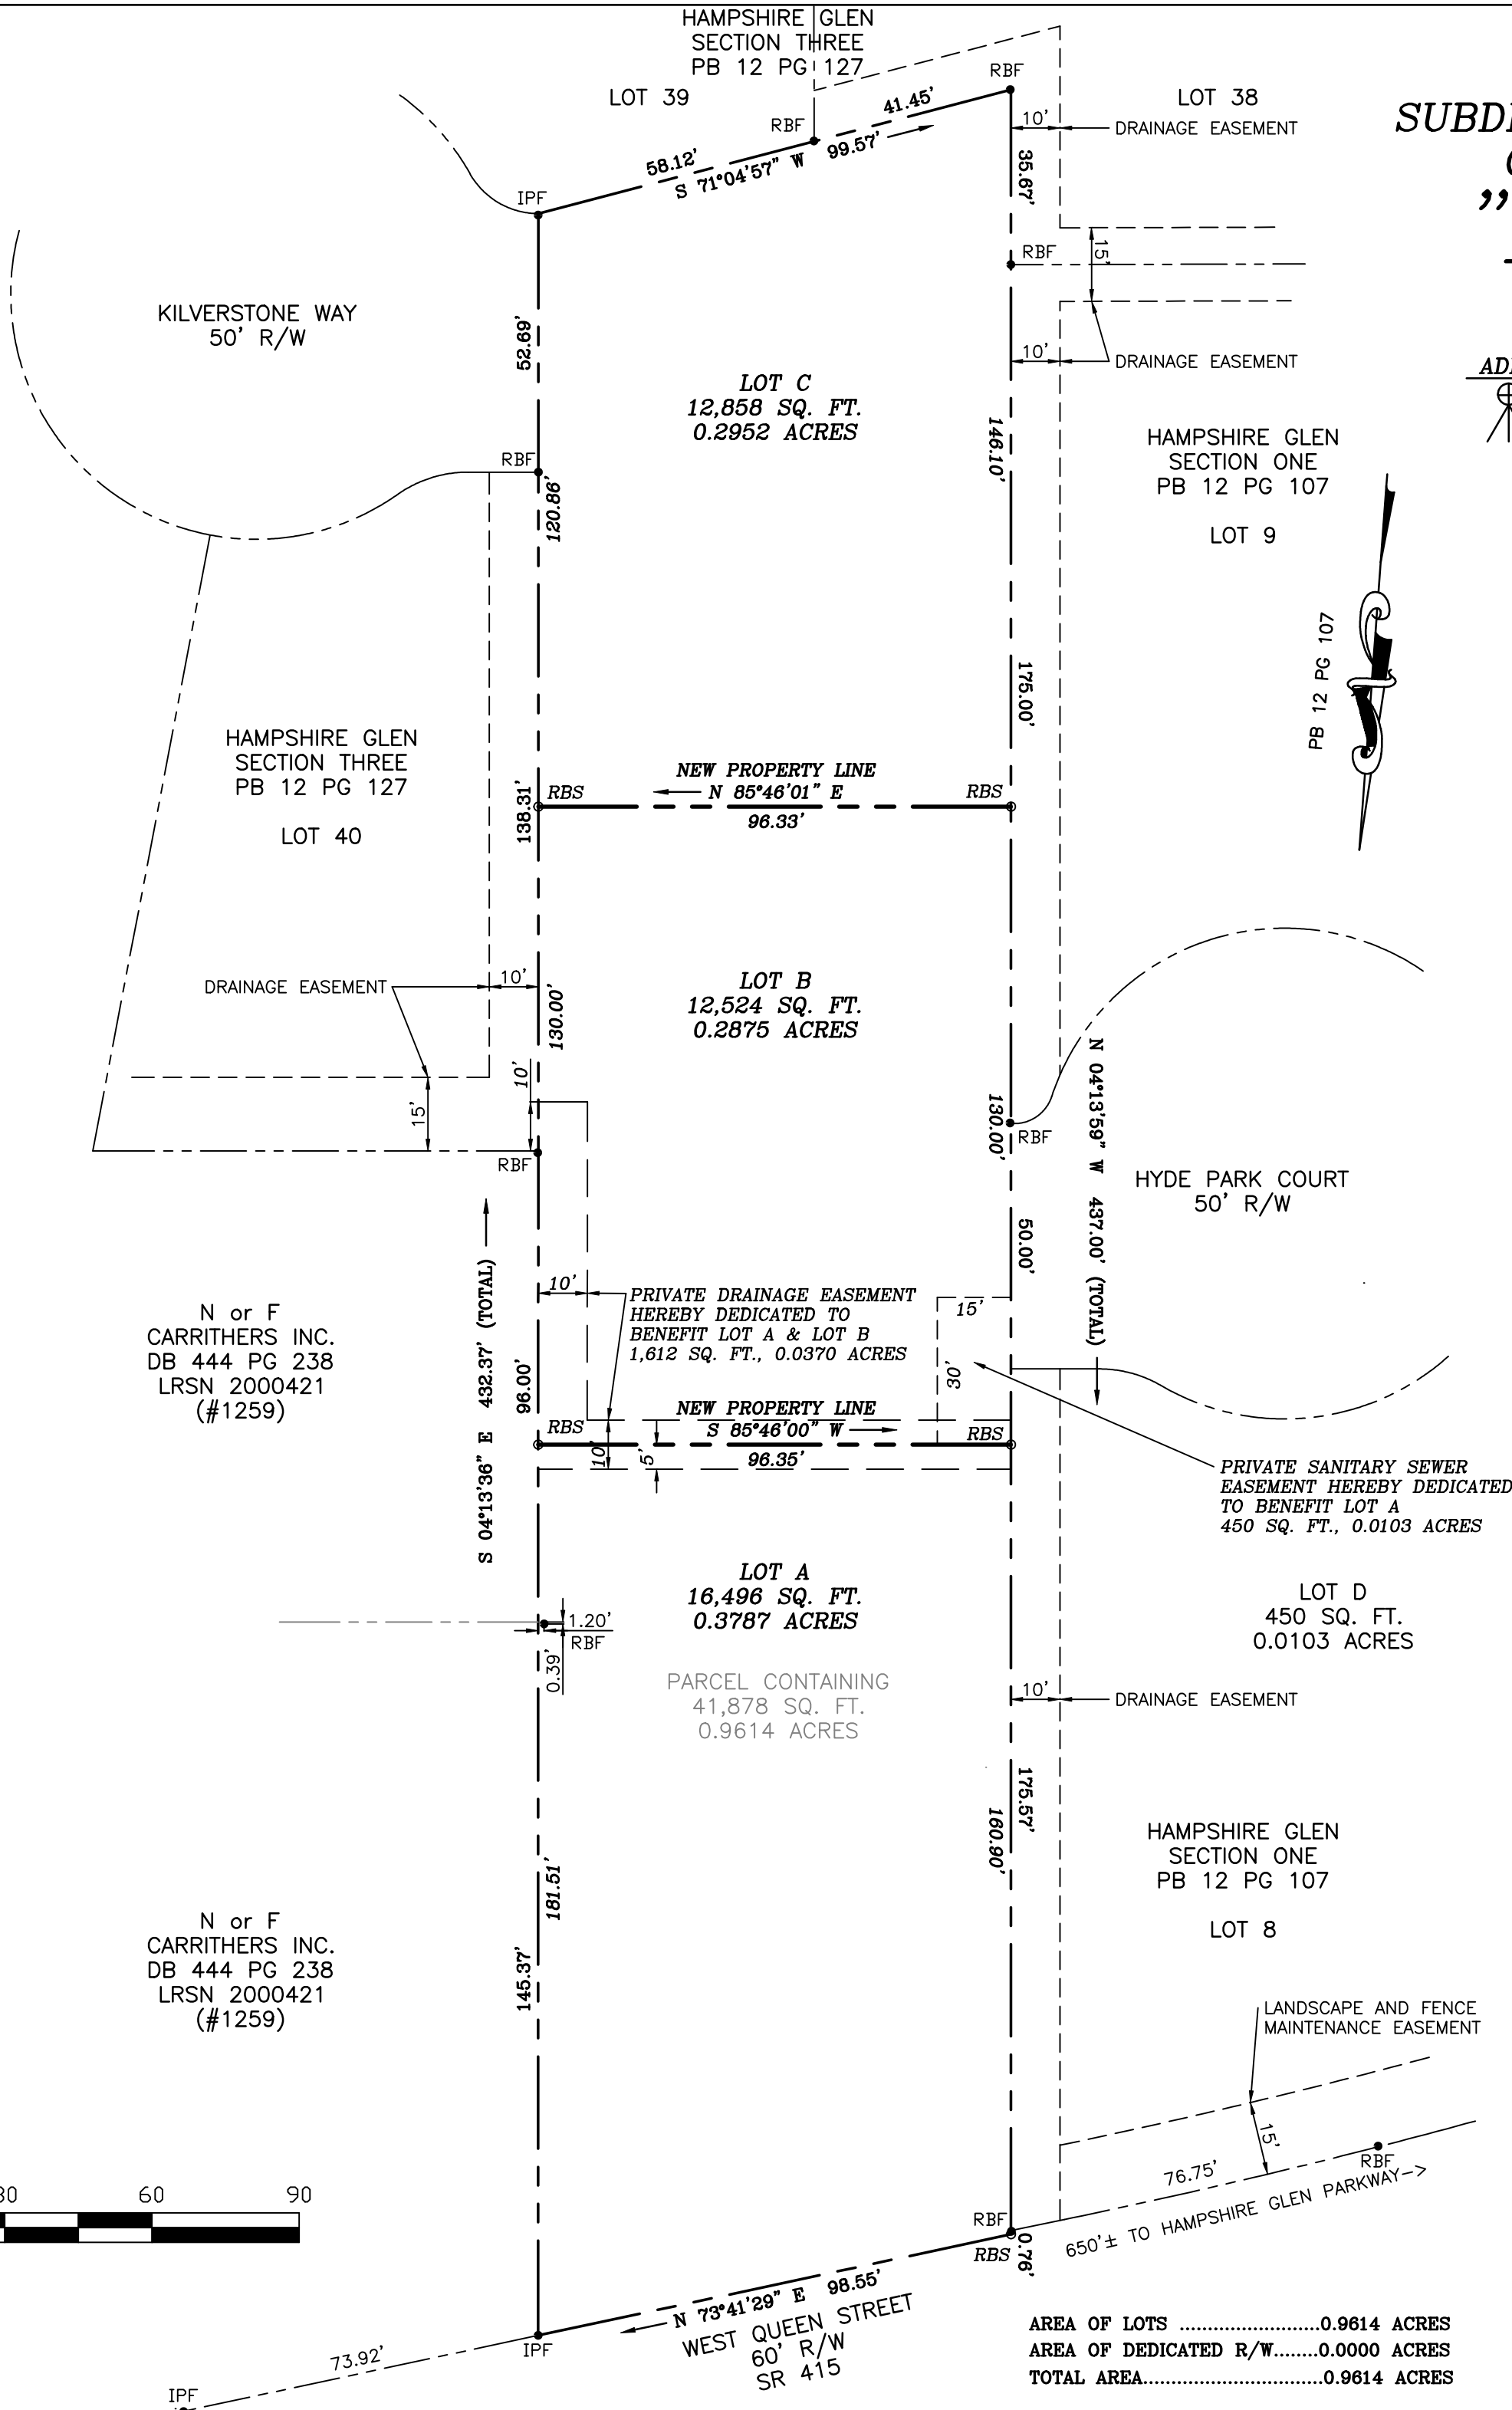 HAMPSHIRE GLEN
SECTION THREE
PB 12 PG 127
LOT 39
RBF
LOT 38
SUBD
41.45'
RBF
10'
DRAINAGE EASEMENT
58.12'
99.57'
S 71°04'57" W
35.67'
IPF
"
RBF
15'
KILVERSTONE WAY
50' R/W
52.69'
10'
DRAINAGE EASEMENT
LOT C
12,858 SQ. FT.
0.2952 ACRES
146.10'
HAMPSHIRE GLEN
SECTION ONE
PB 12 PG 107
LOT 9
RBF
120.86'
PB 12 PG 107
175.00'
HAMPSHIRE GLEN
SECTION THREE
PB 12 PG 127
LOT 40
138.31'
RBS
NEW PROPERTY LINE
N 85°46'01" E
96.33'
RBS
DRAINAGE EASEMENT
10'
130.00'
LOT B
12,524 SQ. FT.
0.2875 ACRES
10'
15'
RBF
130.00'
RBF
N 04°13'59" W 437.00' (TOTAL)
HYDE PARK COURT
50' R/W
50.00'
S 04°13'36" E 432.37' (TOTAL)
N or F
CARRITHERS INC.
DB 444 PG 238
LRSN 2000421
(#1259)
96.00'
10'
PRIVATE DRAINAGE EASEMENT
HEREBY DEDICATED TO
BENEFIT LOT A & LOT B
1,612 SQ. FT., 0.0370 ACRES
15'
30'
RBS
NEW PROPERTY LINE
S 85°46'00" W
96.35'
RBS
10'
5'
PRIVATE SANITARY SEWER
EASEMENT HEREBY DEDICATED
TO BENEFIT LOT A
450 SQ. FT., 0.0103 ACRES
LOT A
16,496 SQ. FT.
0.3787 ACRES
LOT D
450 SQ. FT.
0.0103 ACRES
1.20'
RBF
0.39'
PARCEL CONTAINING
41,878 SQ. FT.
0.9614 ACRES
10'
DRAINAGE EASEMENT
175.57'
160.90'
HAMPSHIRE GLEN
SECTION ONE
PB 12 PG 107
LOT 8
181.51'
145.37'
N or F
CARRITHERS INC.
DB 444 PG 238
LRSN 2000421
(#1259)
LANDSCAPE AND FENCE
MAINTENANCE EASEMENT
15'
RBF
76.75'
650'± TO HAMPSHIRE GLEN PARKWAY->
60
90
RBF
RBS
0.76'
N 73°41'29" E 98.55'
WEST QUEEN STREET
60' R/W
SR 415
IPF
73.92'
IPF
AREA OF LOTS ..........................0.9614 ACRES
AREA OF DEDICATED R/W........0.0000 ACRES
TOTAL AREA.................................0.9614 ACRES